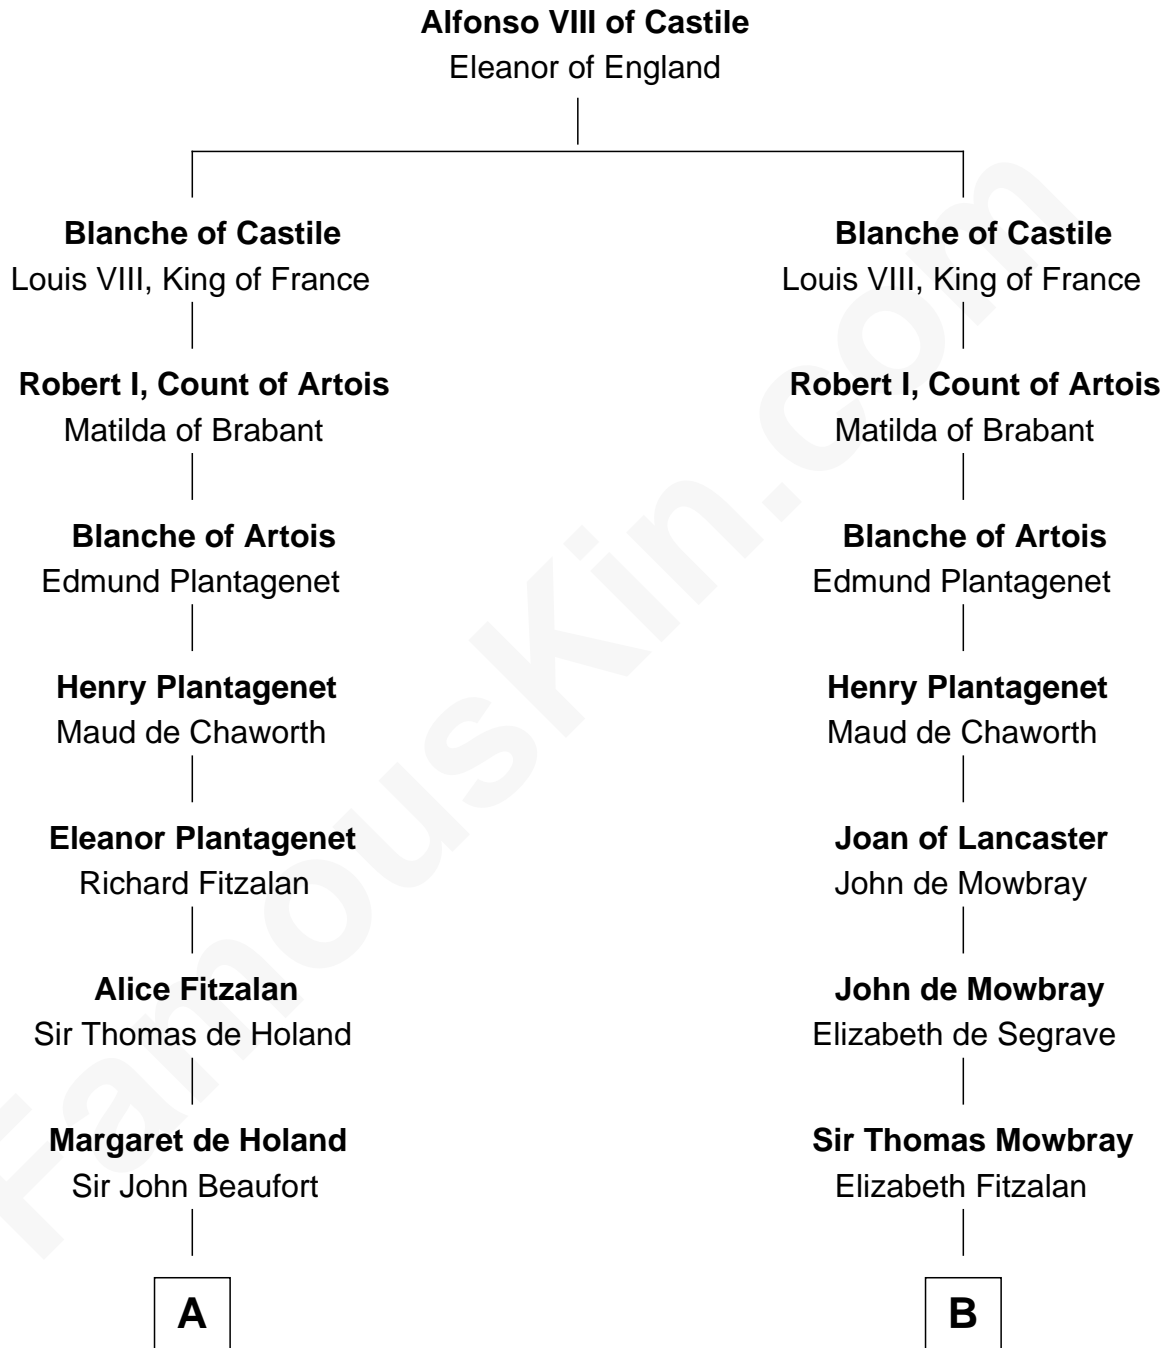 Alfonso VIII of Castile
Eleanor of England
Blanche of Castile
Louis VIII, King of France
Robert I, Count of Artois
Matilda of Brabant
Blanche of Artois
Edmund Plantagenet
Henry Plantagenet
Maud de Chaworth
Eleanor Plantagenet
Richard Fitzalan
Alice Fitzalan
Sir Thomas de Holand
Margaret de Holand
Sir John Beaufort
A
Blanche of Castile
Louis VIII, King of France
Robert I, Count of Artois
Matilda of Brabant
Blanche of Artois
Edmund Plantagenet
Henry Plantagenet
Maud de Chaworth
Joan of Lancaster
John de Mowbray
John de Mowbray
Elizabeth de Segrave
Sir Thomas Mowbray
Elizabeth Fitzalan
B
FamousKin.com